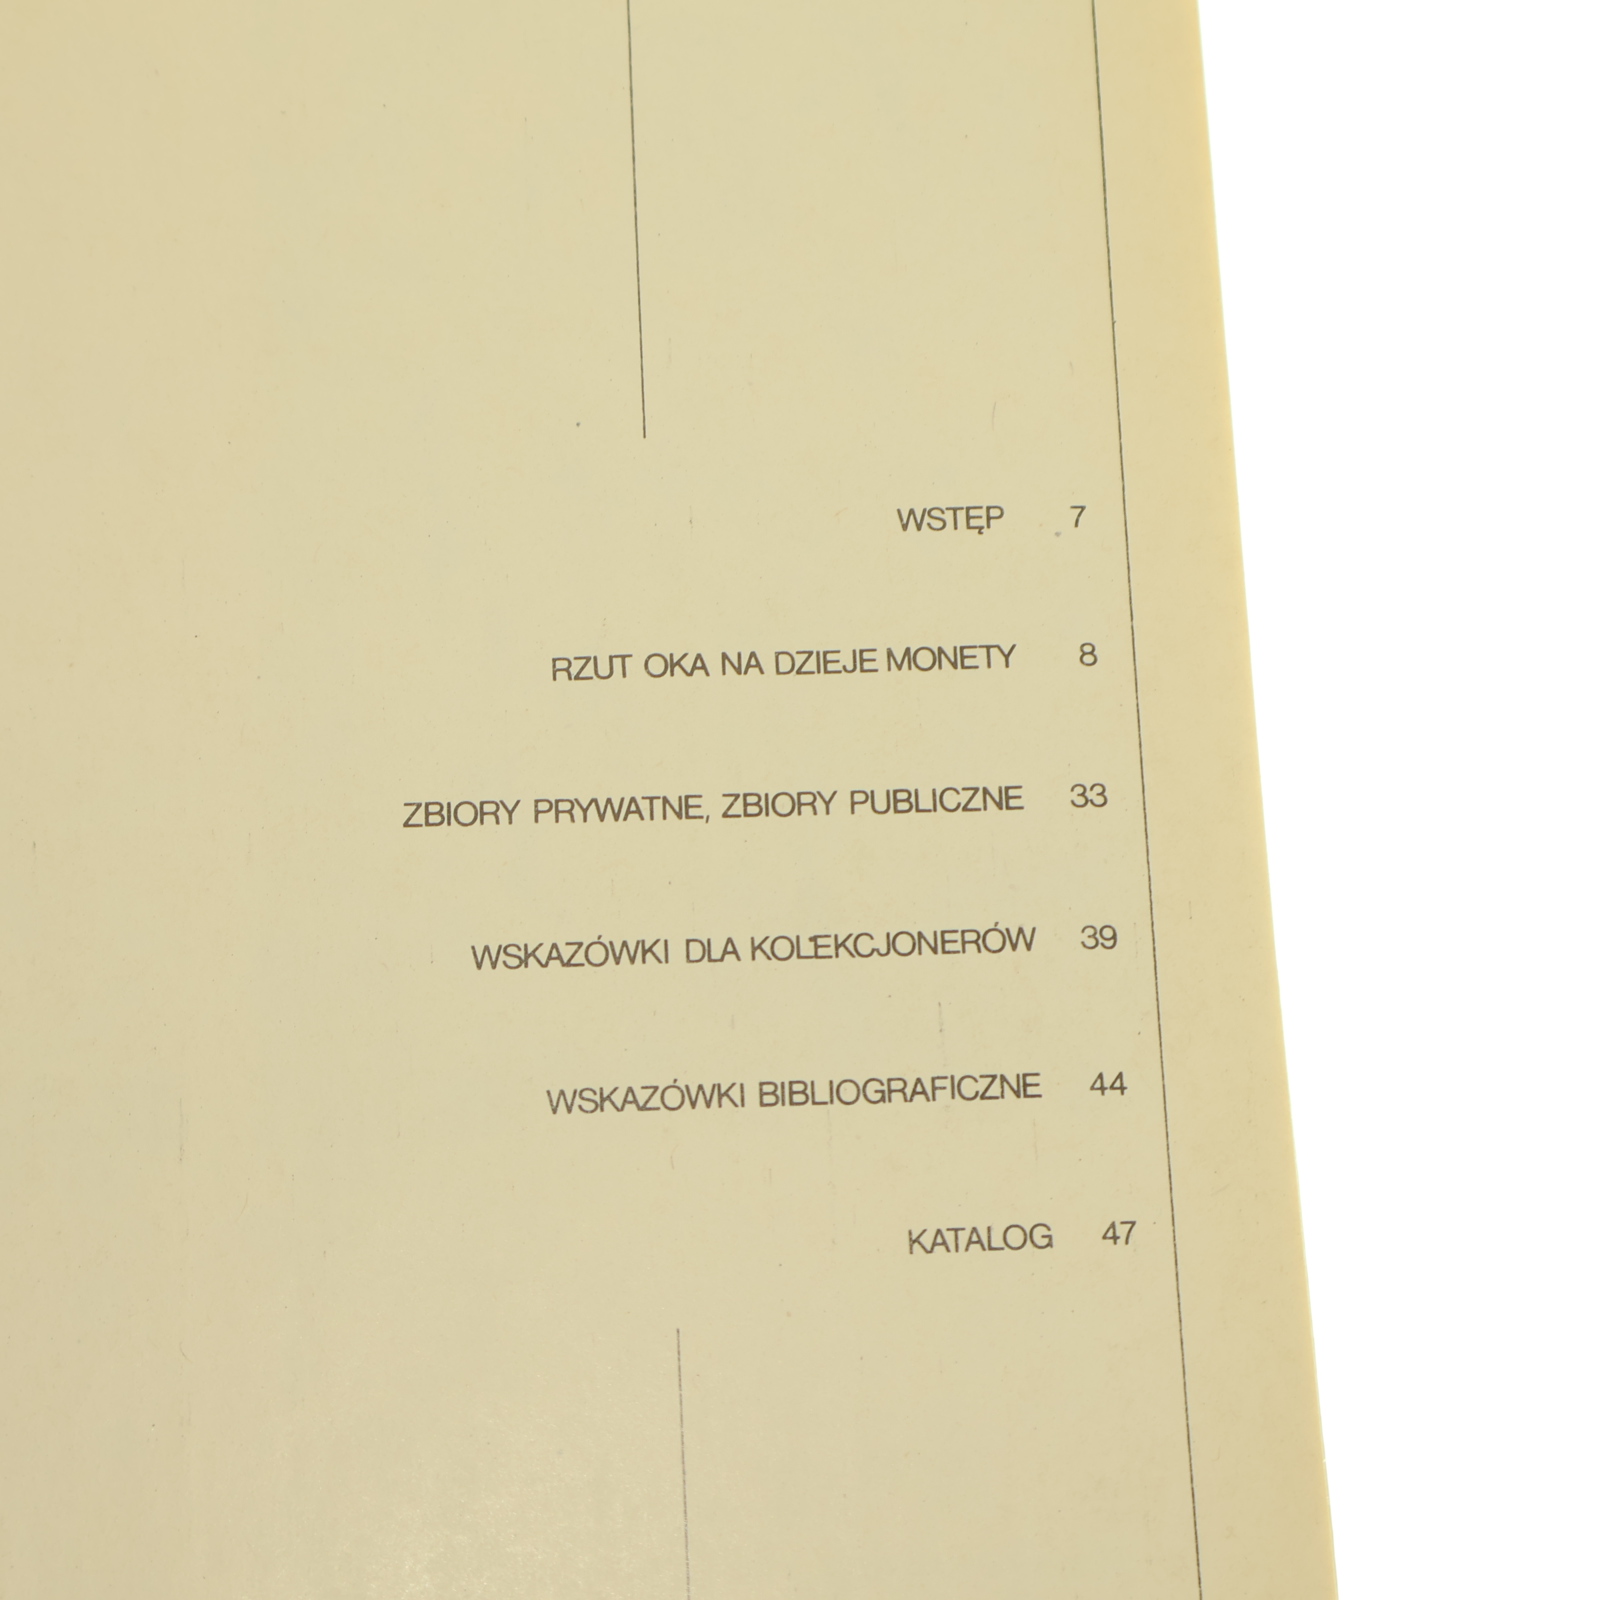 WSTĘP 7
RZUT OKA NA DZIEJE MONETY 8
ZBIORY PRYWATNE, ZBIORY PUBLICZNE 33
WSKAZÓWKI DLA KOLEKCJONERÓW 39
WSKAZÓWKI BIBLIOGRAFICZNE 44
KATALOG 47